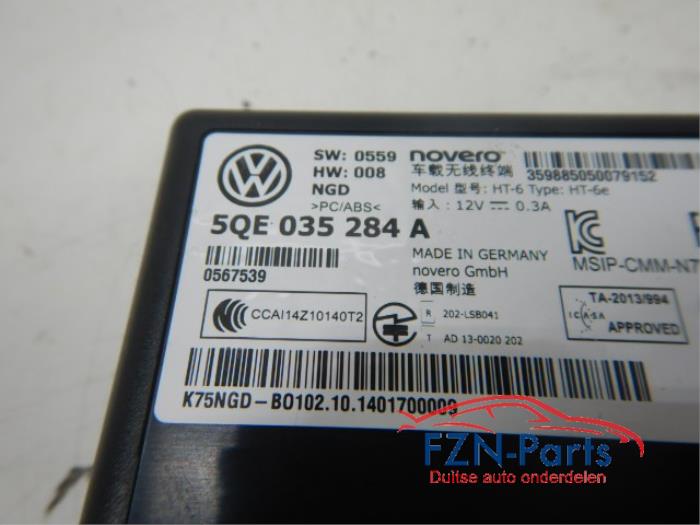 SW: 0559
HW: 008
NGD
>PC/ABS<
5QE 035 284 A
0567539
novero
车载无线终端 359885050079152
Model 型号: HT-6 Type: HT-6e
输入: 12V ⎓ 0.3A
MADE IN GERMANY
novero GmbH
德国制造
MSIP-CMM-N7
CCAI14Z10140T2
R 202-LSB041
T AD 13-0020 202
TA-2013/994
ICASA
APPROVED
K75NGD-BO102.10.1401700009
FZN-Parts
Duitse auto onderdelen